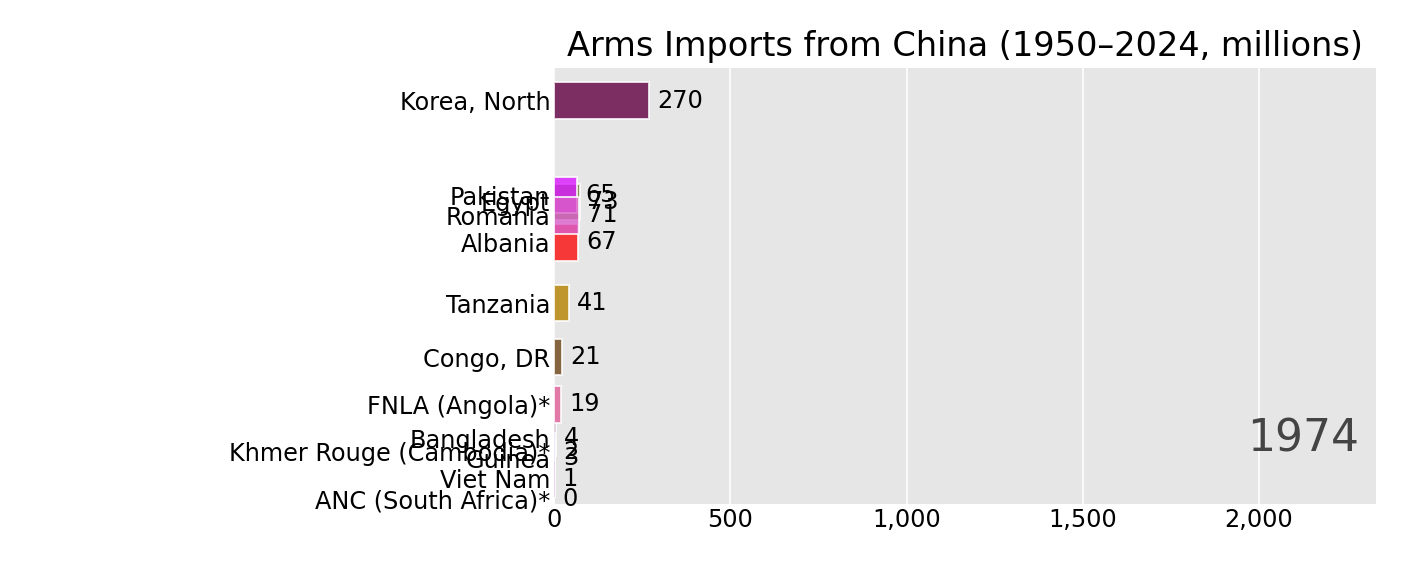 Arms Imports from China (1950–2024, millions)
Korea, North 270
Pakistan 65
Egypt 73
Romania 71
Albania 67
Tanzania 41
Congo, DR 21
FNLA (Angola)* 19
Bangladesh 4
1974
Khmer Rouge (Cambodia)*
Guinea 3
Viet Nam 1
ANC (South Africa)* 0
0 500 1,000 1,500 2,000